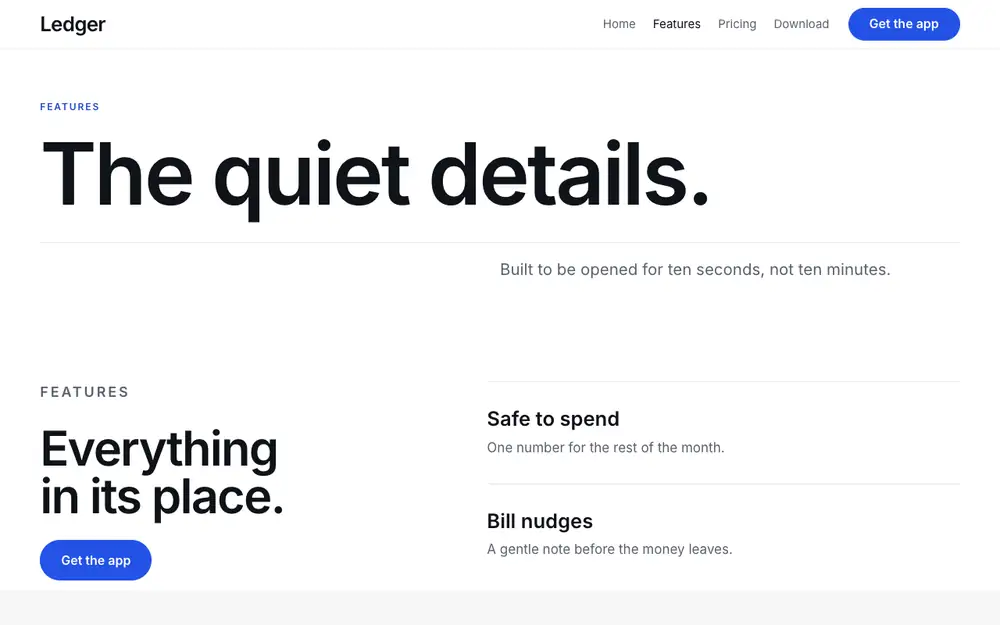 Ledger
Home
Features
Pricing
Download
Get the app
FEATURES
The quiet details.
Built to be opened for ten seconds, not ten minutes.
FEATURES
Everything
in its place.
Get the app
Safe to spend
One number for the rest of the month.
Bill nudges
A gentle note before the money leaves.